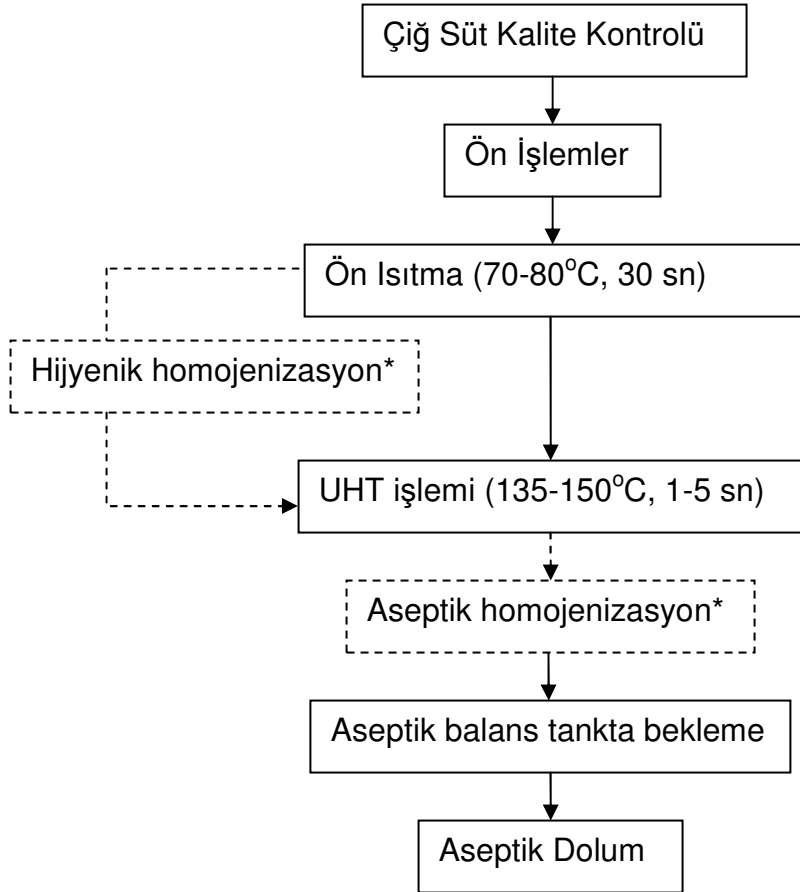 Çiğ Süt Kalite Kontrolü
Ön İşlemler
Ön Isıtma (70-80°C, 30 sn)
Hijyenik homojenizasyon*
UHT işlemi (135-150°C, 1-5 sn)
Aseptik homojenizasyon*
Aseptik balans tankta bekleme
Aseptik Dolum